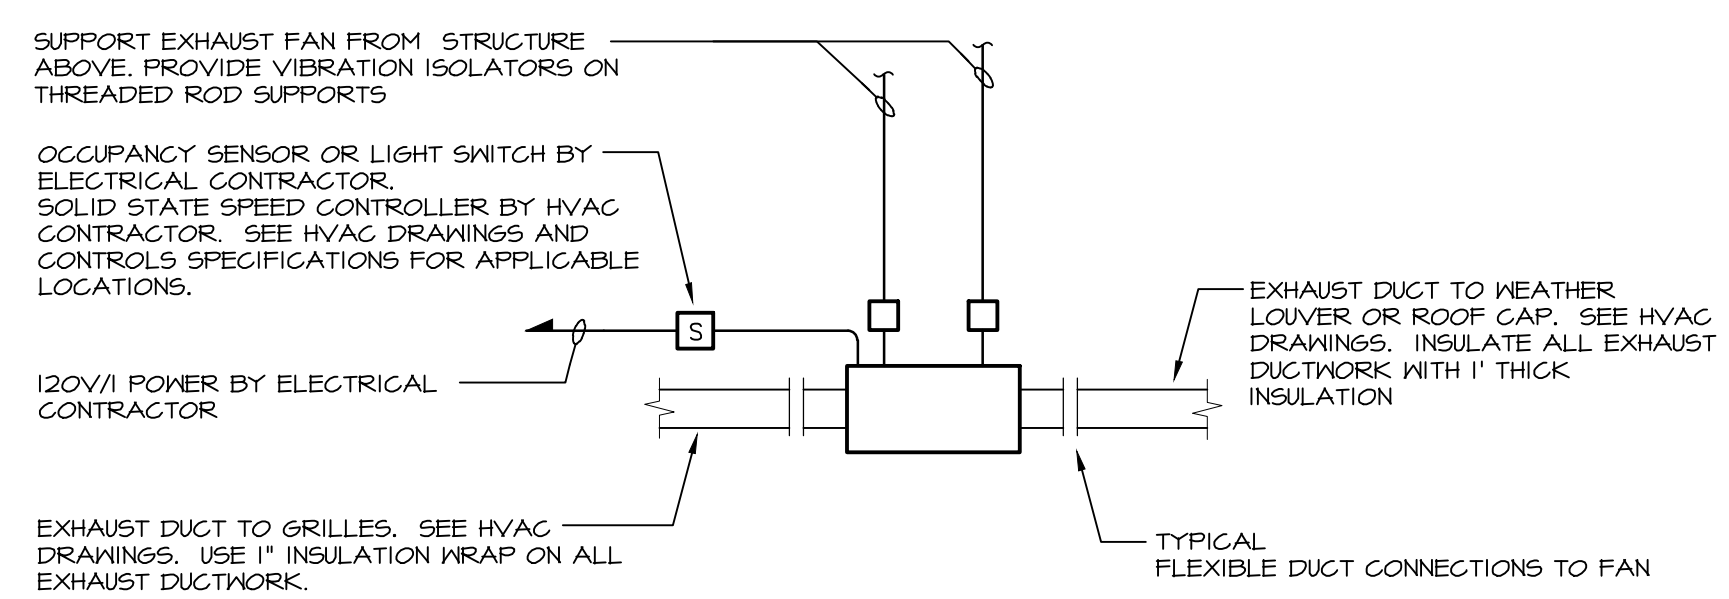 SUPPORT EXHAUST FAN FROM STRUCTURE
ABOVE. PROVIDE VIBRATION ISOLATORS ON
THREADED ROD SUPPORTS
OCCUPANCY SENSOR OR LIGHT SWITCH BY
ELECTRICAL CONTRACTOR.
SOLID STATE SPEED CONTROLLER BY HVAC
CONTRACTOR. SEE HVAC DRAWINGS AND
CONTROLS SPECIFICATIONS FOR APPLICABLE
LOCATIONS.
S
120V/1 POWER BY ELECTRICAL
CONTRACTOR
EXHAUST DUCT TO WEATHER
LOUVER OR ROOF CAP. SEE HVAC
DRAWINGS. INSULATE ALL EXHAUST
DUCTWORK WITH 1' THICK
INSULATION
EXHAUST DUCT TO GRILLES. SEE HVAC
DRAWINGS. USE 1" INSULATION WRAP ON ALL
EXHAUST DUCTWORK.
TYPICAL
FLEXIBLE DUCT CONNECTIONS TO FAN